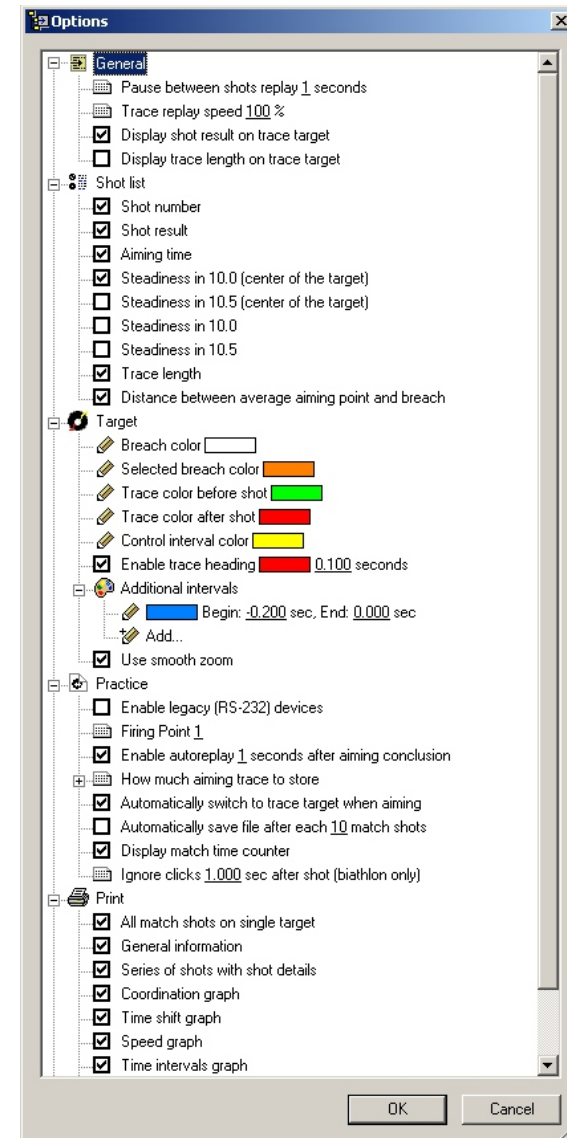 Options
General
Pause between shots replay 1 seconds
Trace replay speed 100 %
Display shot result on trace target
Display trace length on trace target
Shot list
Shot number
Shot result
Aiming time
Steadiness in 10.0 (center of the target)
Steadiness in 10.5 (center of the target)
Steadiness in 10.0
Steadiness in 10.5
Trace length
Distance between average aiming point and breach
Target
Breach color
Selected breach color
Trace color before shot
Trace color after shot
Control interval color
Enable trace heading 0.100 seconds
Additional intervals
Begin: -0.200 sec, End: 0.000 sec
Add...
Use smooth zoom
Practice
Enable legacy (RS-232) devices
Firing Point 1
Enable autoreplay 1 seconds after aiming conclusion
How much aiming trace to store
Automatically switch to trace target when aiming
Automatically save file after each 10 match shots
Display match time counter
Ignore clicks 1.000 sec after shot (biathlon only)
Print
All match shots on single target
General information
Series of shots with shot details
Coordination graph
Time shift graph
Speed graph
Time intervals graph
OK Cancel